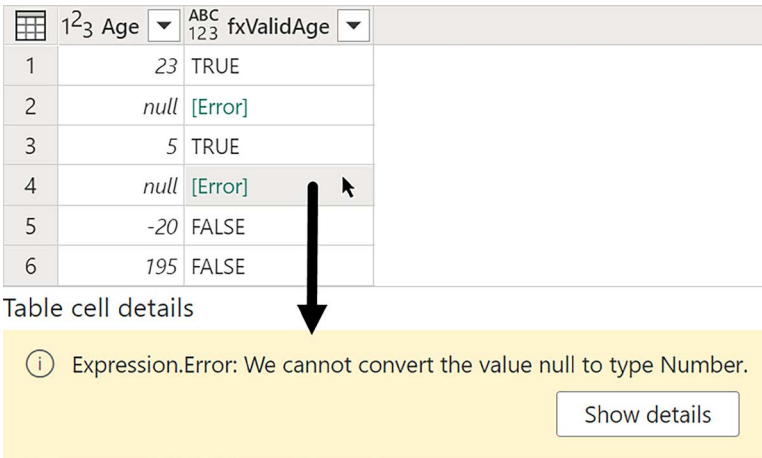 1²3 Age ABC 123 fxValidAge
1 23 TRUE
2 null [Error]
3 5 TRUE
4 null [Error]
5 -20 FALSE
6 195 FALSE
Table cell details
Expression.Error: We cannot convert the value null to type Number.
Show details